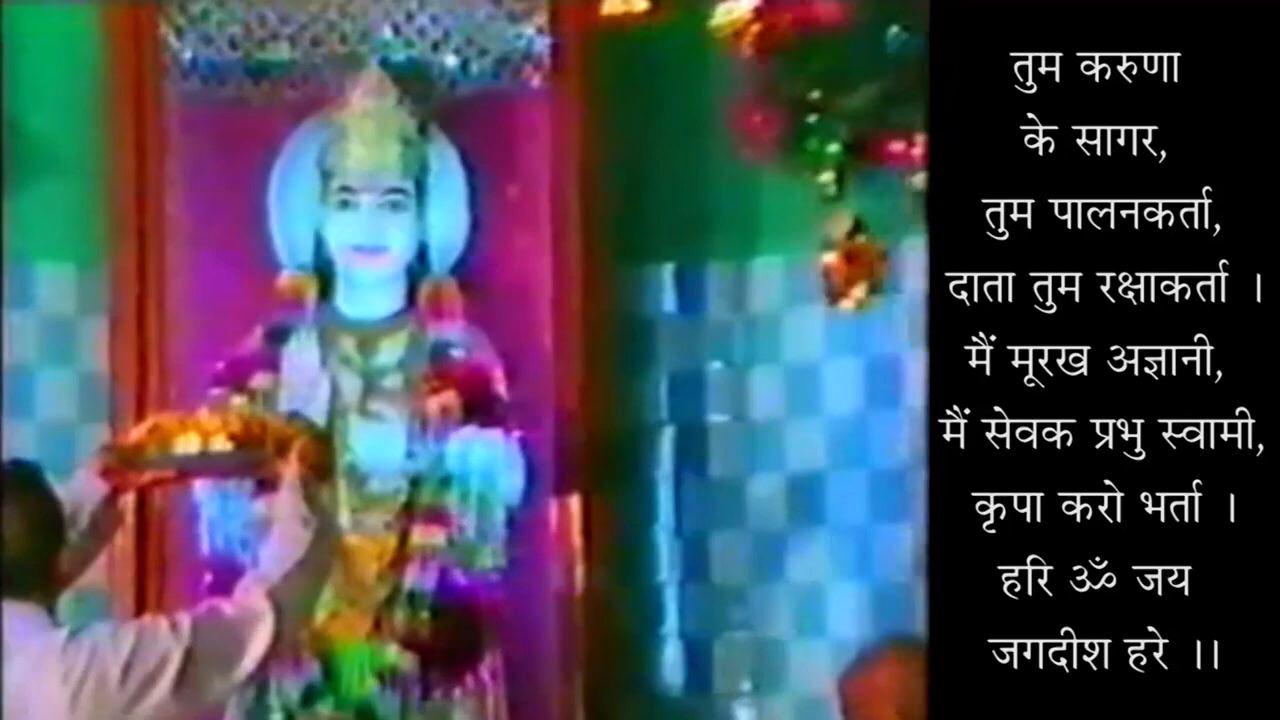 तुम करुणा
के सागर,
तुम पालनकर्ता,
दाता तुम रक्षाकर्ता ।
मैं मूरख अज्ञानी,
मैं सेवक प्रभु स्वामी,
कृपा करो भर्ता ।
हरि ॐ जय
जगदीश हरे ।।